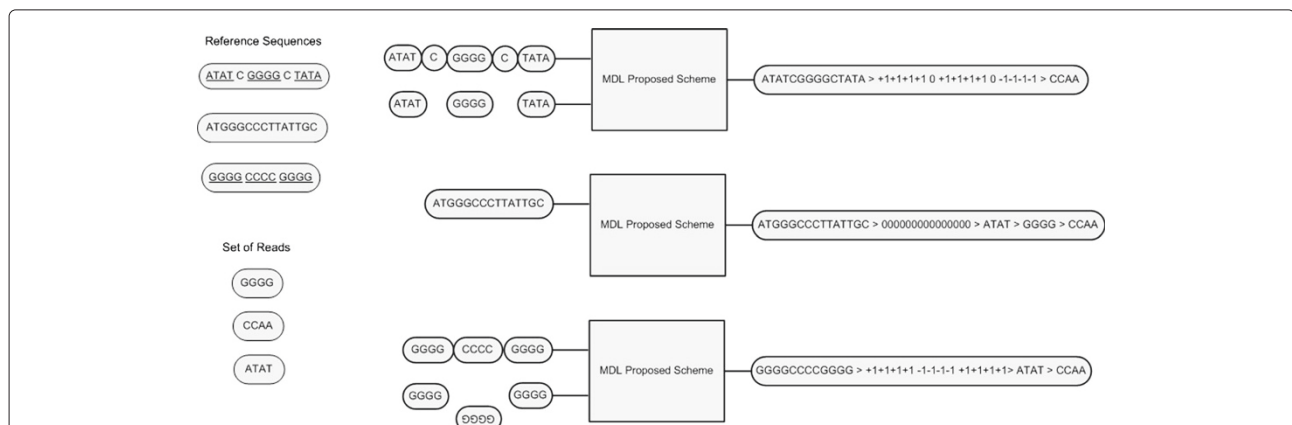 Reference Sequences
ATAT C GGGG C TATA
ATGGGCCCTTATTGC
GGGG CCCC GGGG
Set of Reads
GGGG
CCAA
ATAT
ATAT C GGGG C TATA
ATAT GGGG TATA
MDL Proposed Scheme
ATATCGGGGCTATA > +1+1+1+1 0 +1+1+1+1 0 -1-1-1-1 > CCAA
ATGGGCCCTTATTGC
MDL Proposed Scheme
ATGGGCCCTTATTGC > 000000000000000 > ATAT > GGGG > CCAA
GGGG CCCC GGGG
GGGG GGGG
GGGG
MDL Proposed Scheme
GGGGCCCCGGGG > +1+1+1+1 -1-1-1-1 +1+1+1+1> ATAT > CCAA